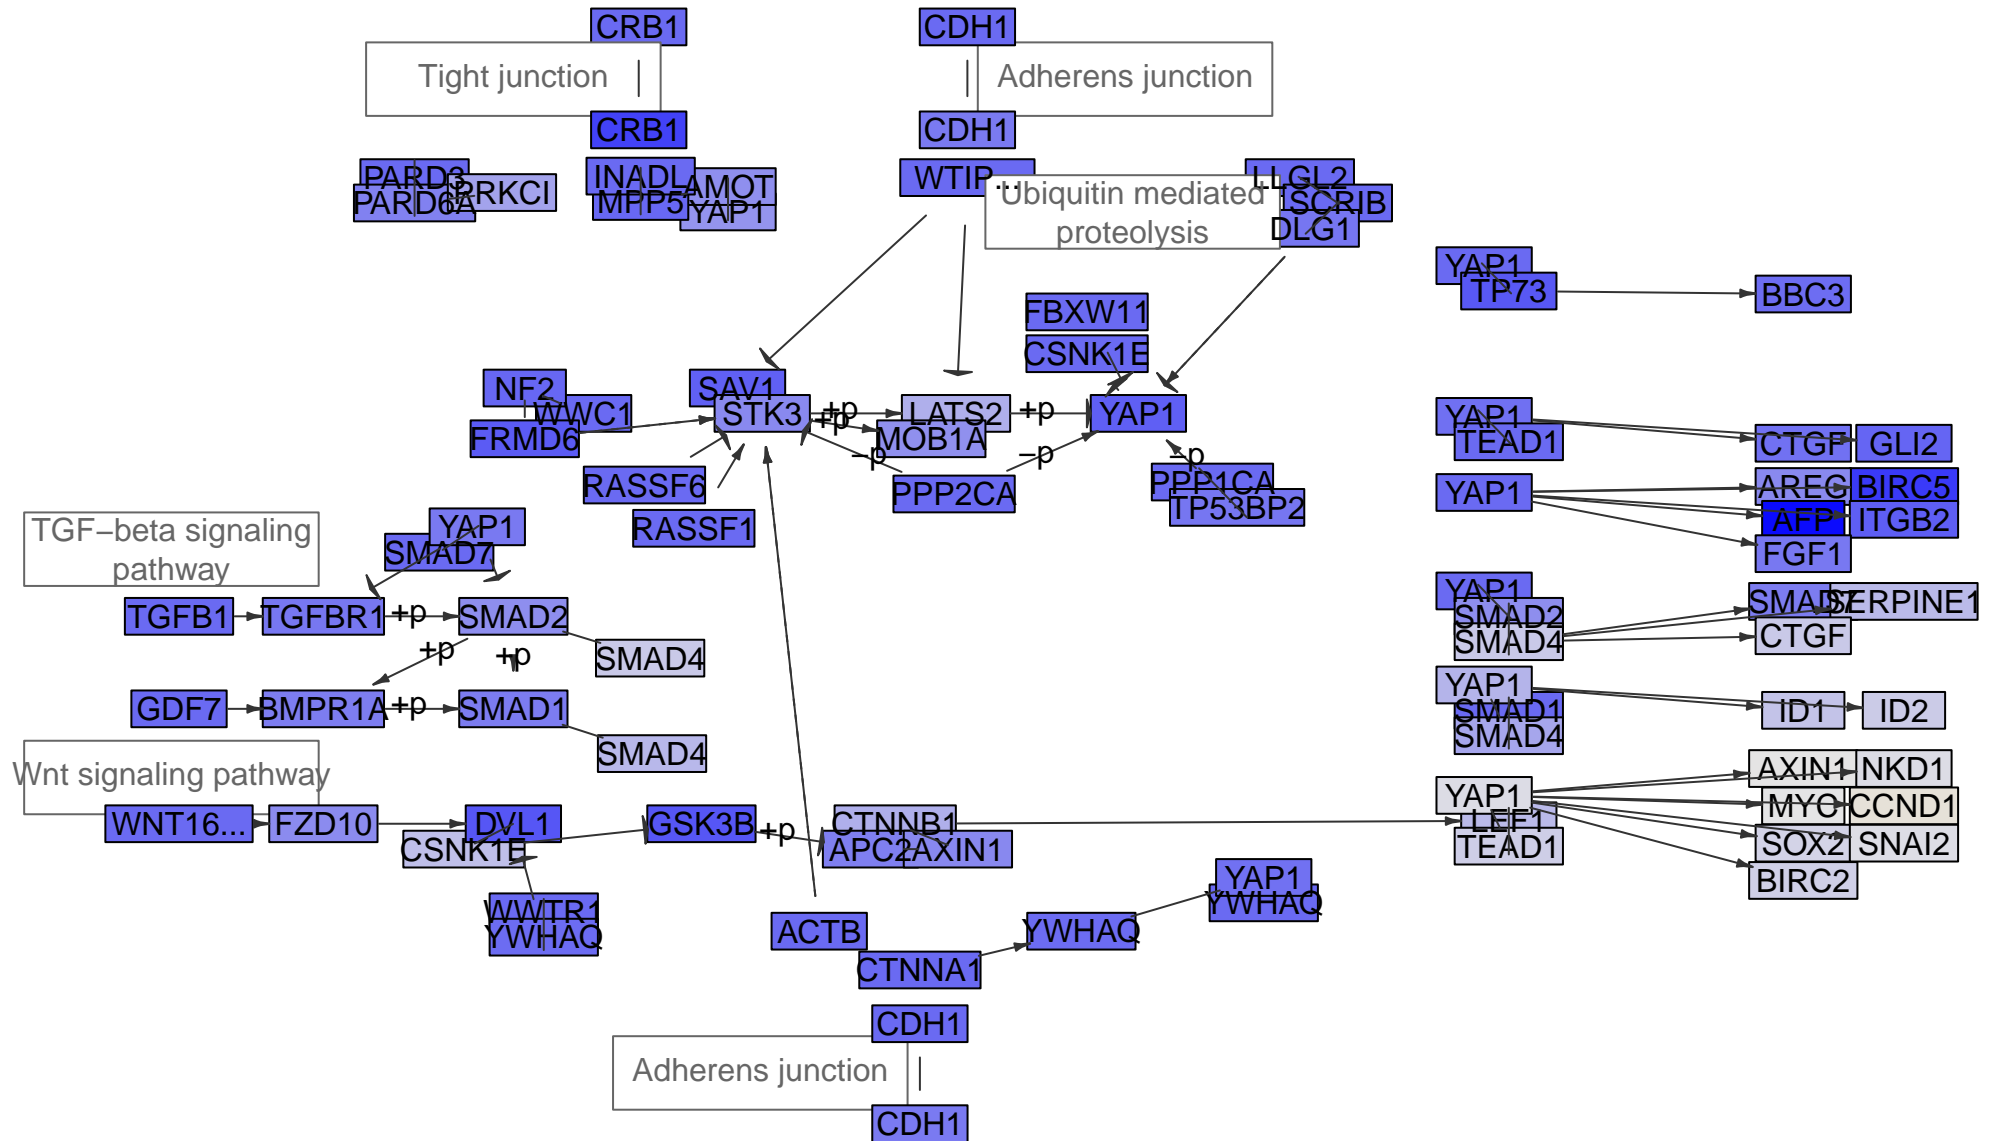 CRB1
CDH1
Tight junction
Adherens junction
CRB1
CDH1
PARD3
PARD6A
PRKCI
INADL
MPP5
AMOT
YAP1
WTIP...
Ubiquitin mediated
proteolysis
LLGL2
SCRIB
DLG1
YAP1
TP73
BBC3
FBXW11
CSNK1E
NF2
WWC1
FRMD6
SAV1
STK3
+p
+p
LATS2
MOB1A
+p
YAP1
−p
−p
−p
RASSF6
RASSF1
PPP2CA
PPP1CA
TP53BP2
YAP1
TEAD1
CTGF
GLI2
YAP1
AREG
BIRC5
AFP
ITGB2
FGF1
TGF−beta signaling
pathway
YAP1
SMAD7
TGFB1
TGFBR1
+p
SMAD2
+p
+p
SMAD4
GDF7
BMPR1A
+p
SMAD1
SMAD4
YAP1
SMAD2
SMAD4
SMAD7
SERPINE1
CTGF
YAP1
SMAD1
SMAD4
ID1
ID2
Wnt signaling pathway
WNT16...
FZD10
DVL1
CSNK1E
GSK3B
+p
CTNNB1
APC2
AXIN1
YAP1
LEF1
TEAD1
AXIN1
NKD1
MYC
CCND1
SOX2
SNAI2
BIRC2
WWTR1
YWHAQ
ACTB
CTNNA1
YWHAQ
YAP1
YWHAQ
CDH1
Adherens junction
CDH1